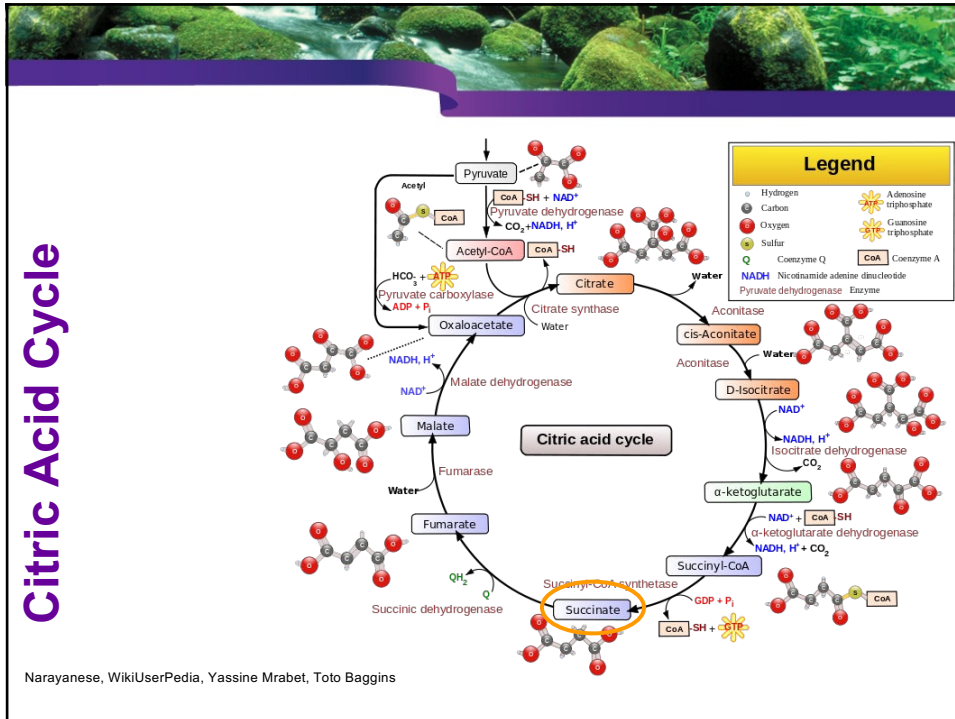 Citric Acid Cycle
Pyruvate
Acetyl
CoA -SH + NAD⁺
Pyruvate dehydrogenase
CO₂+NADH, H⁺
S CoA
Acetyl-CoA
CoA -SH
HCO₃⁻ + ATP
Pyruvate carboxylase
ADP + Pᵢ
Oxaloacetate
Citrate
Citrate synthase
Water
Water
Aconitase
cis-Aconitate
Aconitase
Water
D-Isocitrate
NAD⁺
NADH, H⁺
Isocitrate dehydrogenase
CO₂
α-ketoglutarate
NAD⁺ + CoA -SH
α-ketoglutarate dehydrogenase
NADH, H⁺ + CO₂
Succinyl-CoA
S CoA
Succinyl-CoA synthetase
GDP + Pᵢ
CoA -SH + GTP
Succinate
Succinic dehydrogenase
Q
QH₂
Fumarate
Water
Fumarase
Malate
Malate dehydrogenase
NAD⁺
NADH, H⁺
Citric acid cycle
Legend
Hydrogen
Carbon
Oxygen
Sulfur
Q Coenzyme Q
NADH Nicotinamide adenine dinucleotide
Pyruvate dehydrogenase Enzyme
ATP Adenosine
triphosphate
GTP Guanosine
triphosphate
CoA Coenzyme A
Narayanese, WikiUserPedia, Yassine Mrabet, Toto Baggins